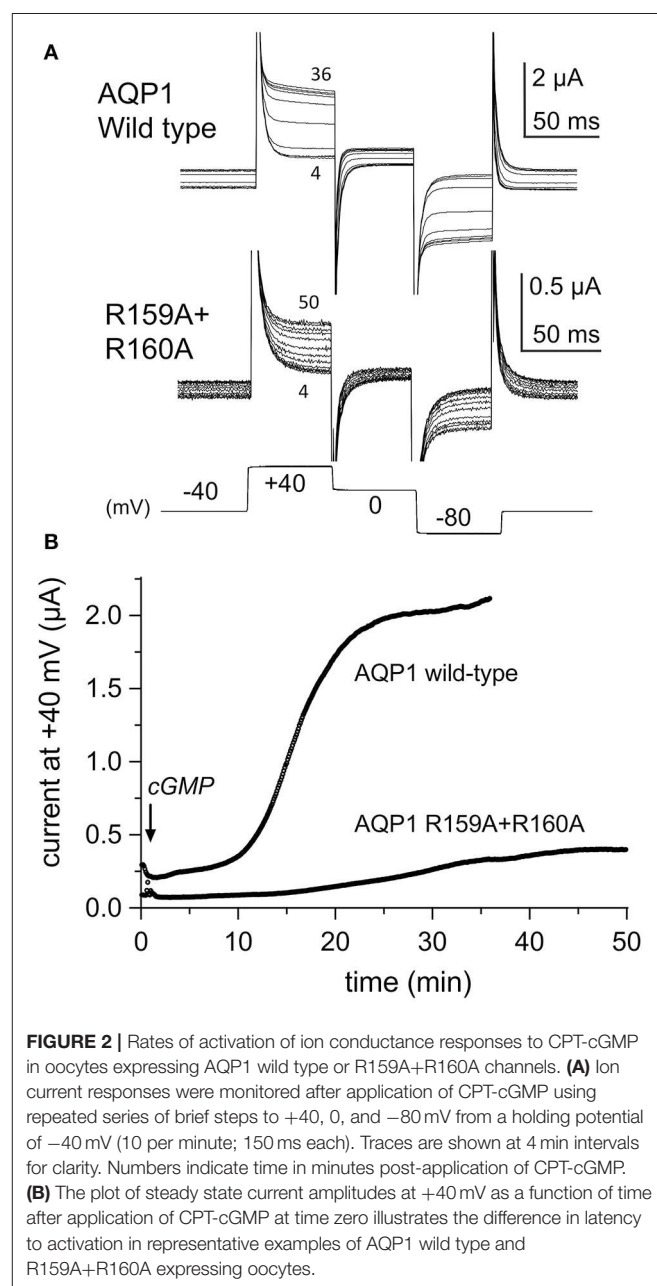 A
AQP1
Wild type
36
4
2 µA
50 ms
R159A+
R160A
50
4
0.5 µA
50 ms
(mV)
-40
+40
0
-80
B
current at +40 mV (µA)
2.0
1.5
1.0
0.5
0.0
cGMP
AQP1 wild-type
AQP1 R159A+R160A
0
10
20
30
40
50
time (min)
FIGURE 2 | Rates of activation of ion conductance responses to CPT-cGMP
in oocytes expressing AQP1 wild type or R159A+R160A channels. (A) Ion
current responses were monitored after application of CPT-cGMP using
repeated series of brief steps to +40, 0, and −80 mV from a holding potential
of −40 mV (10 per minute; 150 ms each). Traces are shown at 4 min intervals
for clarity. Numbers indicate time in minutes post-application of CPT-cGMP.
(B) The plot of steady state current amplitudes at +40 mV as a function of time
after application of CPT-cGMP at time zero illustrates the difference in latency
to activation in representative examples of AQP1 wild type and
R159A+R160A expressing oocytes.